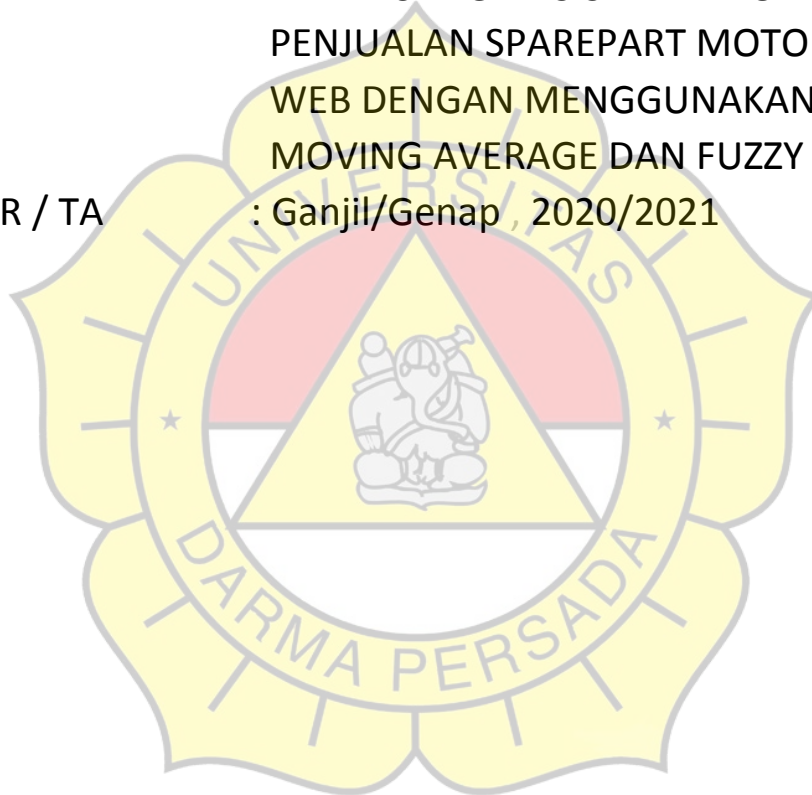 PENJUALAN SPAREPART MOTO
WEB DENGAN MENGGUNAKAN
MOVING AVERAGE DAN FUZZY
R / TA : Ganjil/Genap , 2020/2021
UNIVERSITAS
DARMA PERSADA